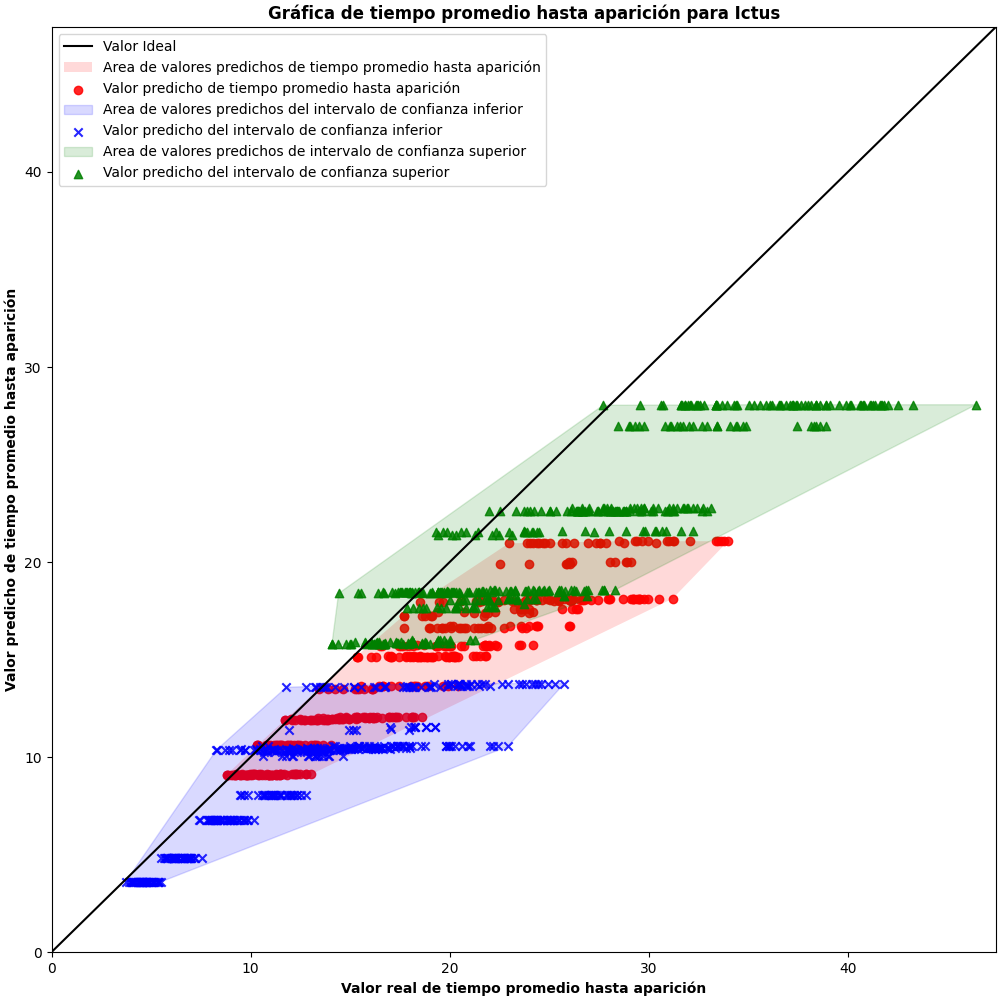 Gráfica de tiempo promedio hasta aparición para Ictus
Valor Ideal
Area de valores predichos de tiempo promedio hasta aparición
Valor predicho de tiempo promedio hasta aparición
Area de valores predichos del intervalo de confianza inferior
Valor predicho del intervalo de confianza inferior
Area de valores predichos de intervalo de confianza superior
Valor predicho del intervalo de confianza superior
Valor predicho de tiempo promedio hasta aparición
40
30
20
10
0
0 10 20 30 40
Valor real de tiempo promedio hasta aparición